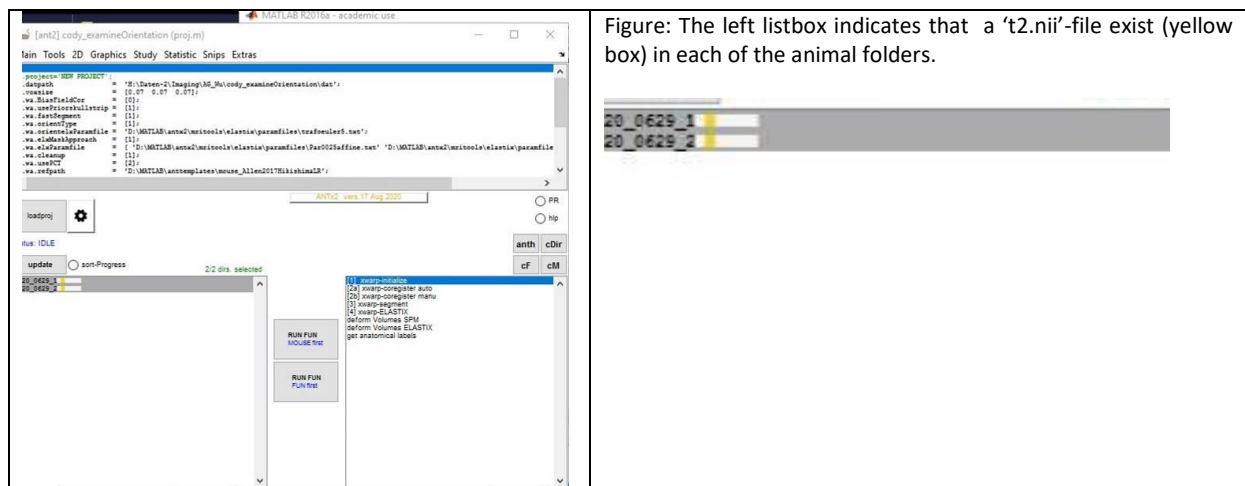 MATLAB R2016a - academic use
[ant2] cody_examineOrientation (proj.m)
Main Tools 2D Graphics Study Statistic Snips Extras
.project='NEW PROJECT';
.datpath = 'H:\Daten-2\Imaging\AG_Wu\cody_examineOrientation\dat';
.voxsize = [0.07 0.07 0.07];
.wa.BiasFieldCor = [0];
.wa.usePriorskullstrip = [1];
.wa.fastSegment = [1];
.wa.orientType = [1];
.wa.orientelxParamfile = 'D:\MATLAB\antx2\mritools\elastix\paramfiles\trafoeuler5.txt';
.wa.elxMaskApproach = [1];
.wa.elxParamfile = { 'D:\MATLAB\antx2\mritools\elastix\paramfiles\Par0025affine.txt' 'D:\MATLAB\antx2\mritools\elastix\paramfile
.wa.cleanup = [1];
.wa.usePCT = [2];
.wa.refpath = 'D:\MATLAB\anttemplates\mouse_Allen2017HikishimaLR';
ANTx2 vers.17 Aug 2020
PR
loadproj
hlp
atus: IDLE
anth cDir
update sort-Progress 2/2 dirs. selected cF cM
20_0629_1
20_0629_2
[1] xwarp-initialize
[2a] xwarp-coregister auto
[2b] xwarp-coregister manu
[3] xwarp-segment
[4] xwarp-ELASTIX
deform Volumes SPM
deform Volumes ELASTIX
get anatomical labels
RUN FUN
MOUSE first
RUN FUN
FUN first
Figure: The left listbox indicates that a ‘t2.nii’-file exist (yellow
box) in each of the animal folders.
20_0629_1
20_0629_2